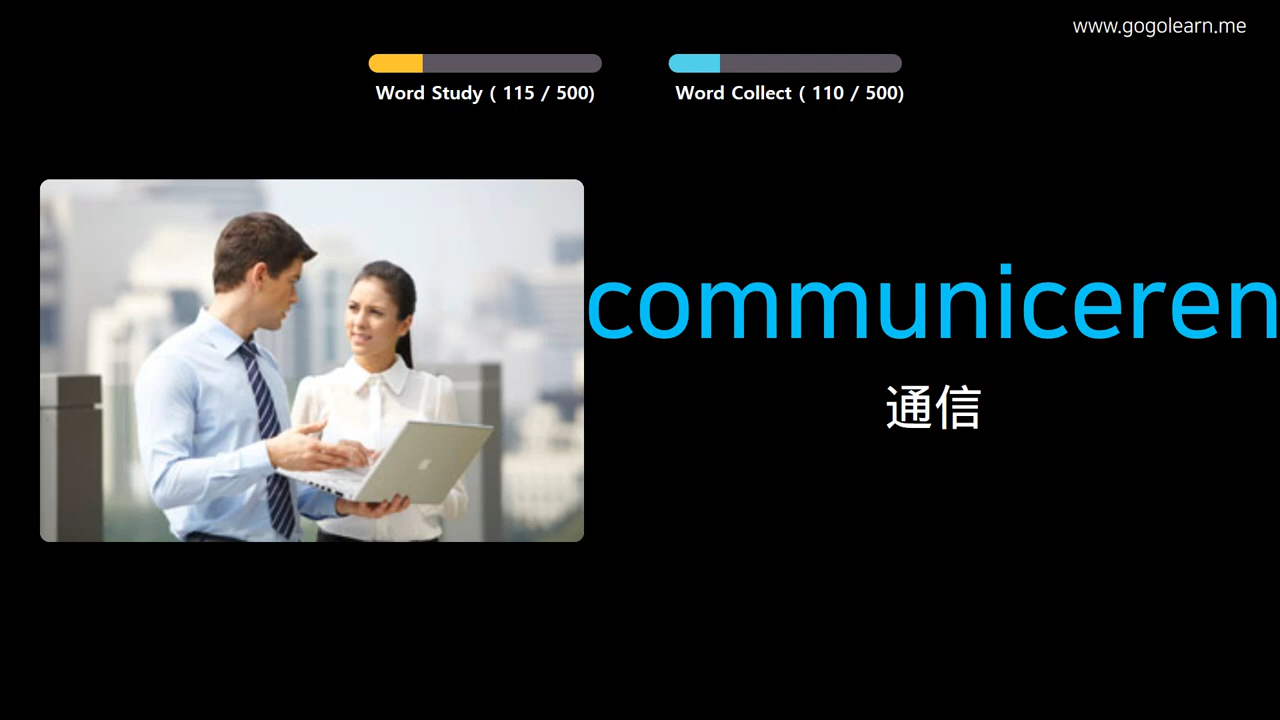 www.gogolearn.me
Word Study ( 115 / 500)
Word Collect ( 110 / 500)
communiceren
通信